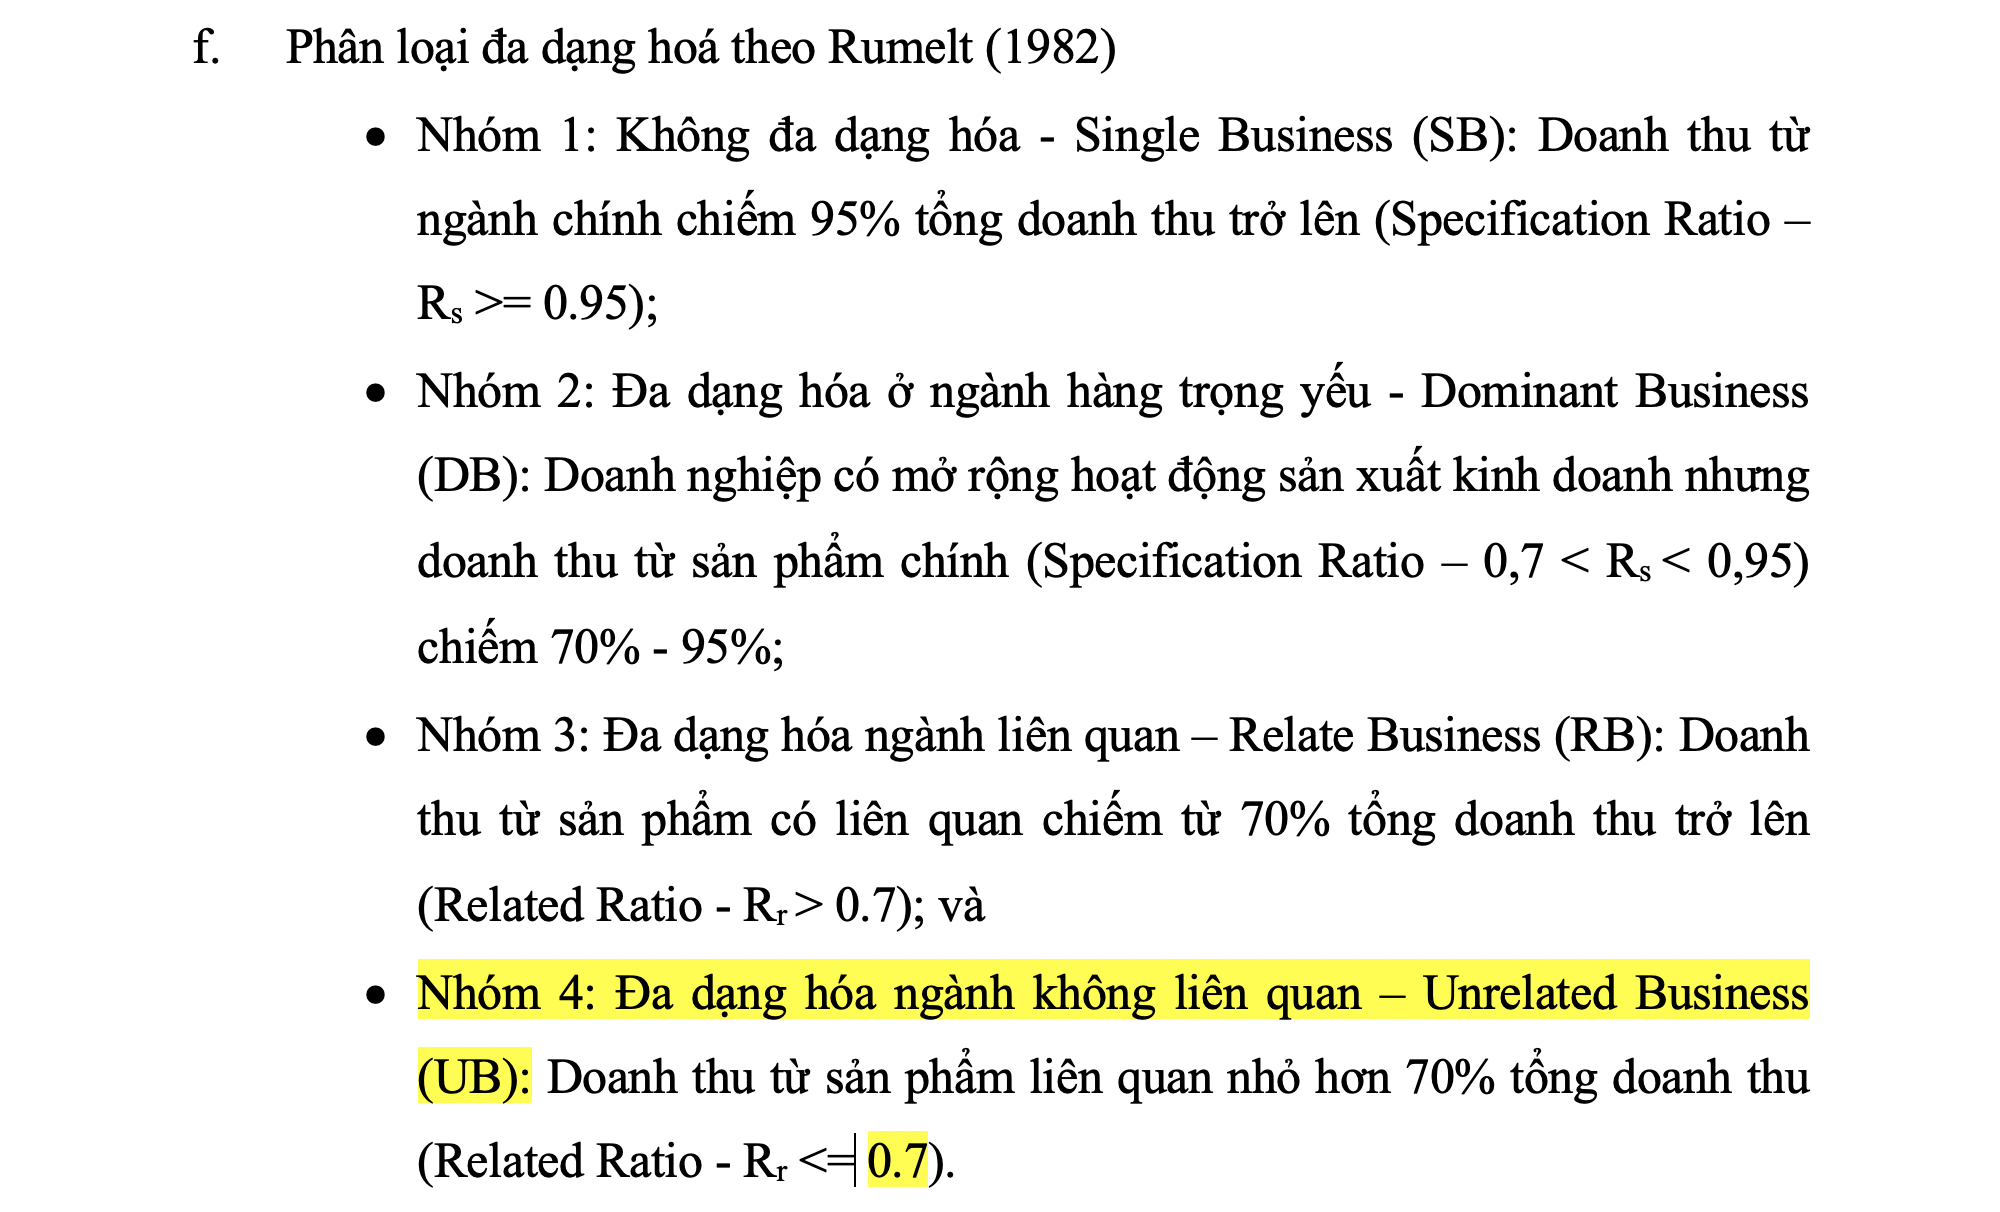 f. Phân loại đa dạng hoá theo Rumelt (1982)
• Nhóm 1: Không đa dạng hóa - Single Business (SB): Doanh thu từ
ngành chính chiếm 95% tổng doanh thu trở lên (Specification Ratio –
Rs >= 0.95);
• Nhóm 2: Đa dạng hóa ở ngành hàng trọng yếu - Dominant Business
(DB): Doanh nghiệp có mở rộng hoạt động sản xuất kinh doanh nhưng
doanh thu từ sản phẩm chính (Specification Ratio – 0,7 < Rs < 0,95)
chiếm 70% - 95%;
• Nhóm 3: Đa dạng hóa ngành liên quan – Relate Business (RB): Doanh
thu từ sản phẩm có liên quan chiếm từ 70% tổng doanh thu trở lên
(Related Ratio - Rr > 0.7); và
• Nhóm 4: Đa dạng hóa ngành không liên quan – Unrelated Business
(UB): Doanh thu từ sản phẩm liên quan nhỏ hơn 70% tổng doanh thu
(Related Ratio - Rr <= 0.7).